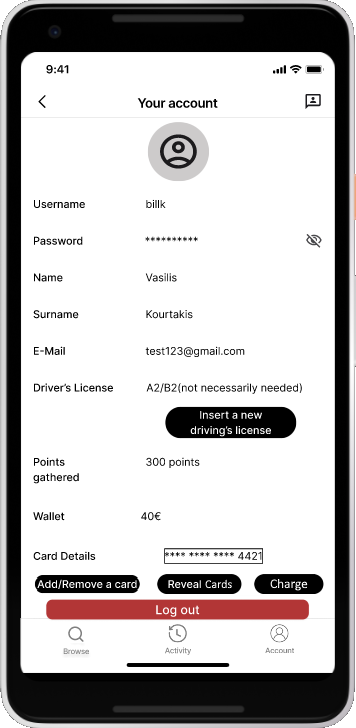 9:41
Your account
Username billk
Password **********
Name Vasilis
Surname Kourtakis
E-Mail test123@gmail.com
Driver's License A2/B2(not necessarily needed)
Insert a new
driving's license
Points
gathered 300 points
Wallet 40€
Card Details **** **** **** 4421
Add/Remove a card Reveal Cards Charge
Log out
Browse Activity Account